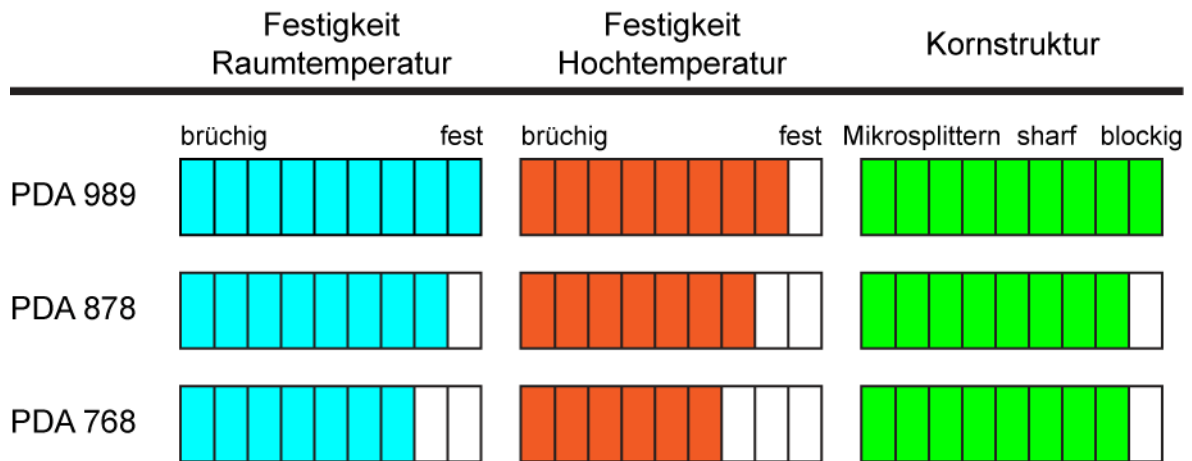 Festigkeit
Raumtemperatur
Festigkeit
Hochtemperatur
Kornstruktur
brüchig fest
brüchig fest
Mikrosplittern sharf blockig
PDA 989
PDA 878
PDA 768